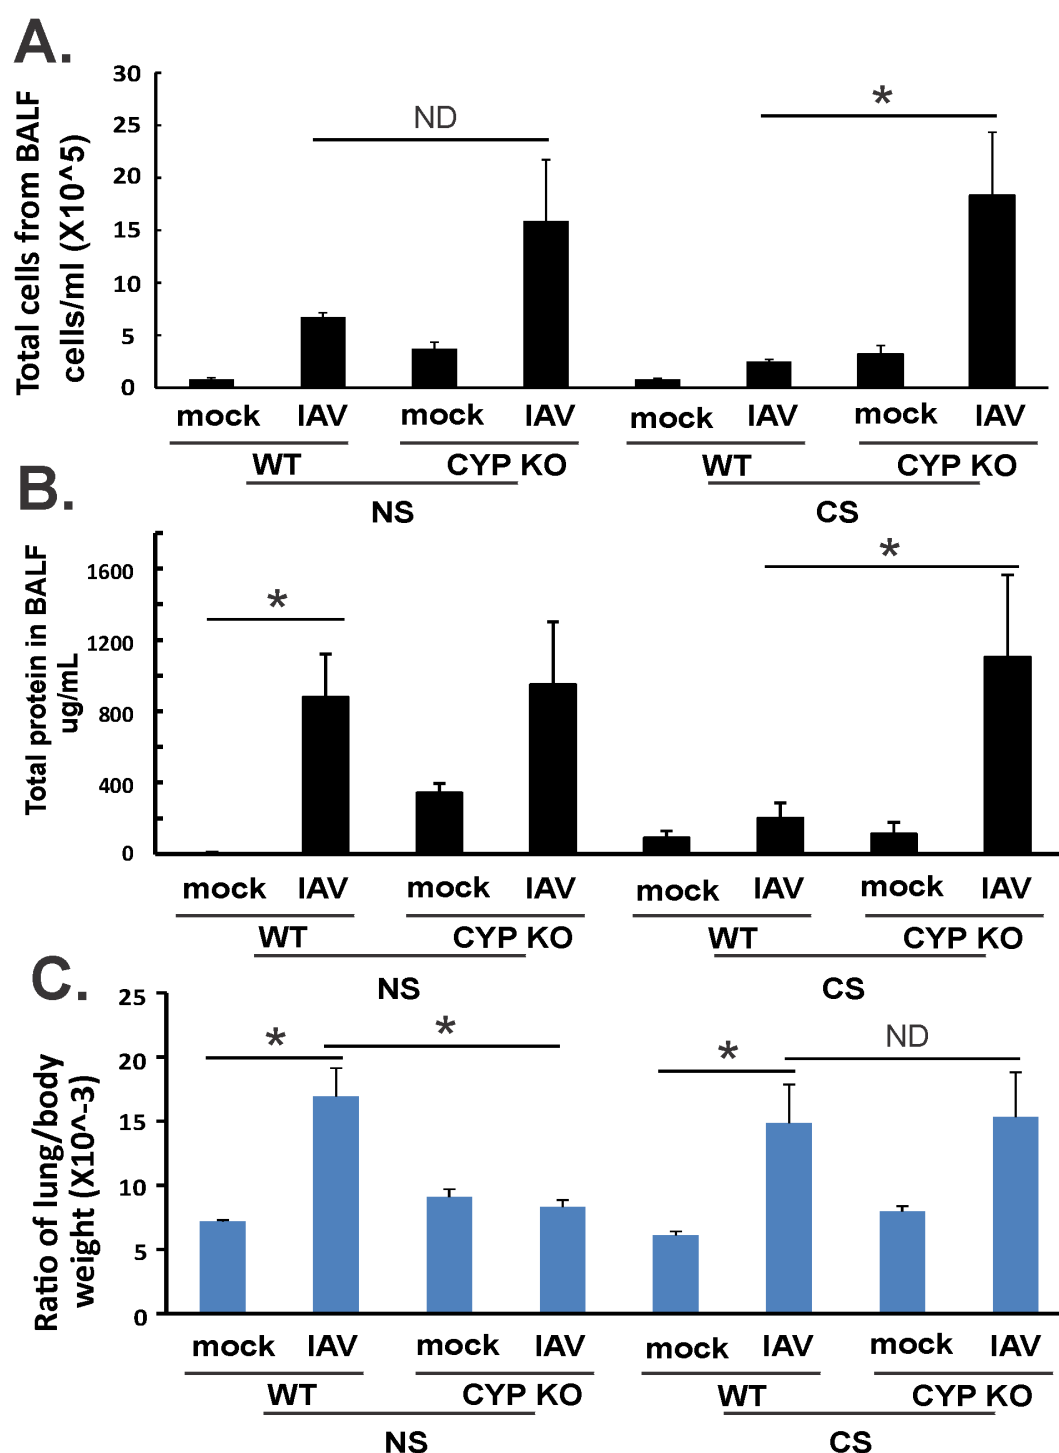 A.
Total cells from BALF
cells/ml (X10^5)
30
25
20
15
10
5
0
ND
*
mock IAV mock IAV mock IAV mock IAV
WT CYP KO WT CYP KO
NS CS
B.
Total protein in BALF
ug/mL
1600
1200
800
400
0
*
*
mock IAV mock IAV mock IAV mock IAV
WT CYP KO WT CYP KO
NS CS
C.
Ratio of lung/body
weight (X10^-3)
25
20
15
10
5
0
*
*
*
ND
mock IAV mock IAV mock IAV mock IAV
WT CYP KO WT CYP KO
NS CS